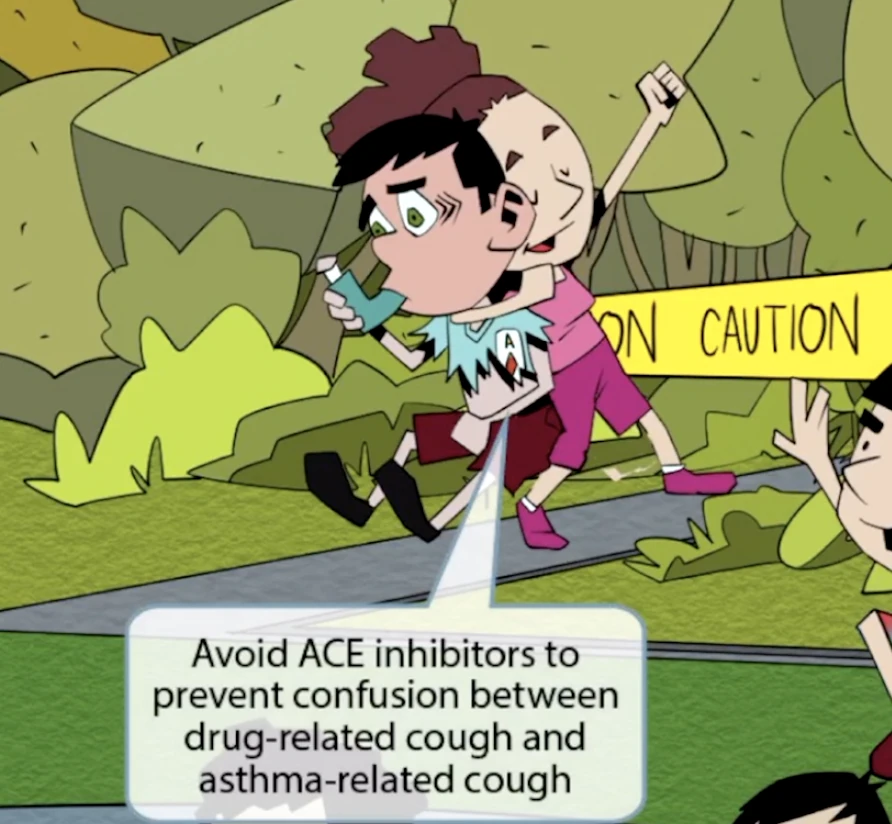 A
ON CAUTION
Avoid ACE inhibitors to
prevent confusion between
drug-related cough and
asthma-related cough